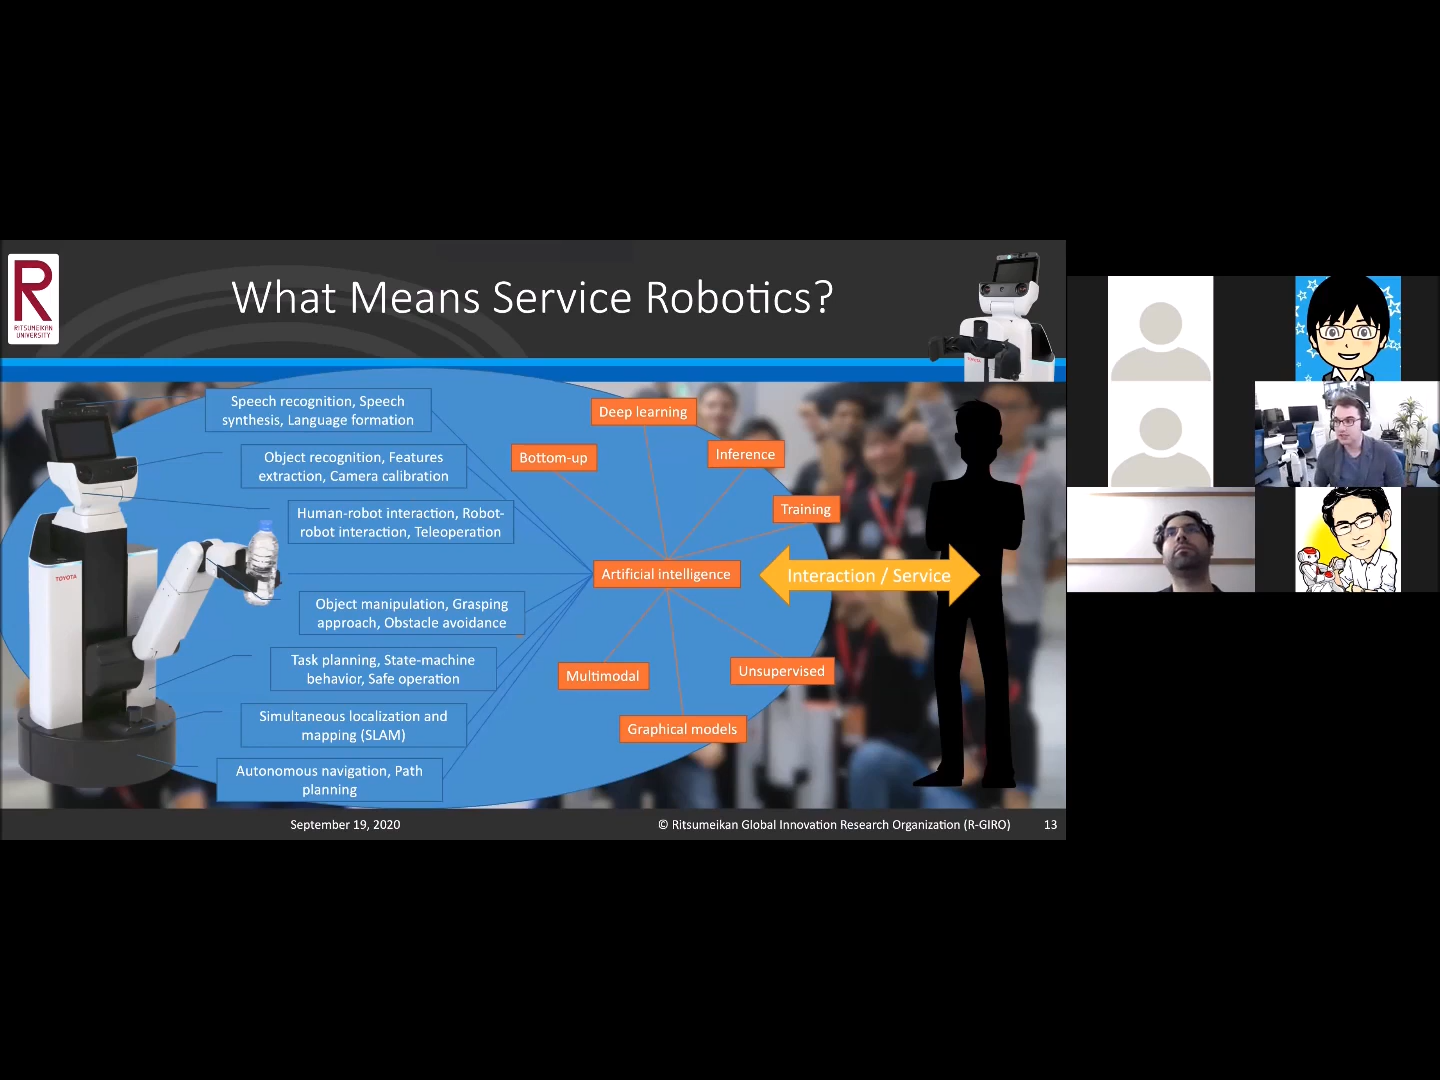 R
RITSUMEIKAN
UNIVERSITY
What Means Service Robotics?
TOYOTA
Speech recognition, Speech
synthesis, Language formation
Object recognition, Features
extraction, Camera calibration
Human-robot interaction, Robot-
robot interaction, Teleoperation
Object manipulation, Grasping
approach, Obstacle avoidance
Task planning, State-machine
behavior, Safe operation
Simultaneous localization and
mapping (SLAM)
Autonomous navigation, Path
planning
TOYOTA
Deep learning
Bottom-up
Inference
Training
Artificial intelligence
Multimodal
Unsupervised
Graphical models
Interaction / Service
September 19, 2020
© Ritsumeikan Global Innovation Research Organization (R-GIRO)
13